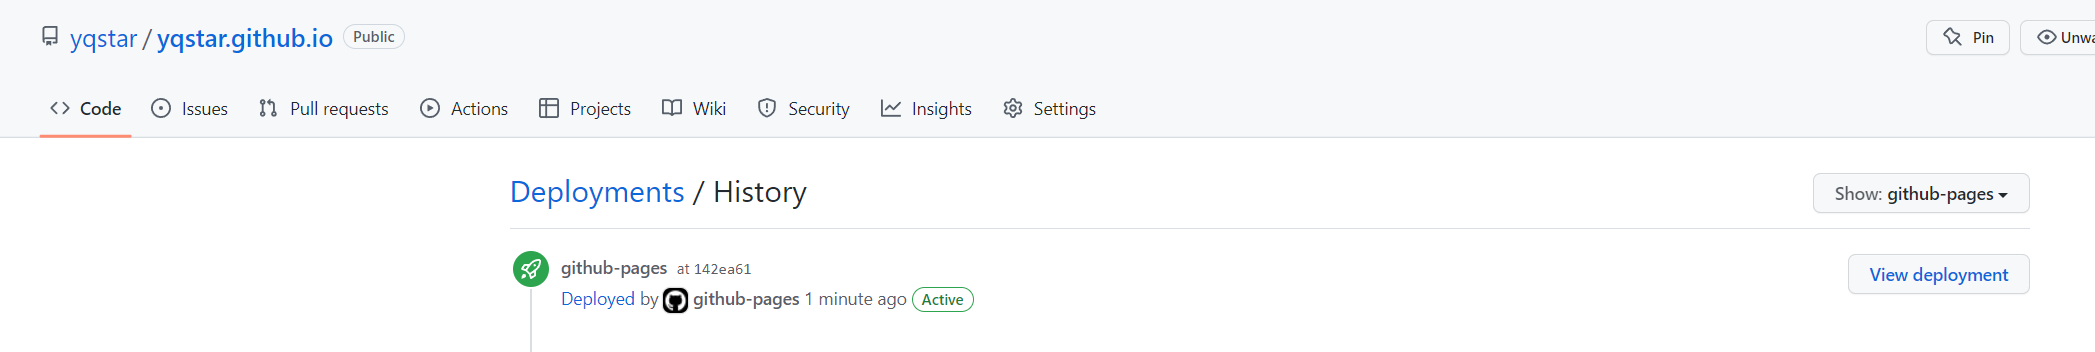 yqstar / yqstar.github.io Public
Pin
Unwa
Code Issues Pull requests Actions Projects Wiki Security Insights Settings
Deployments / History
Show: github-pages
github-pages at 142ea61
View deployment
Deployed by github-pages 1 minute ago Active